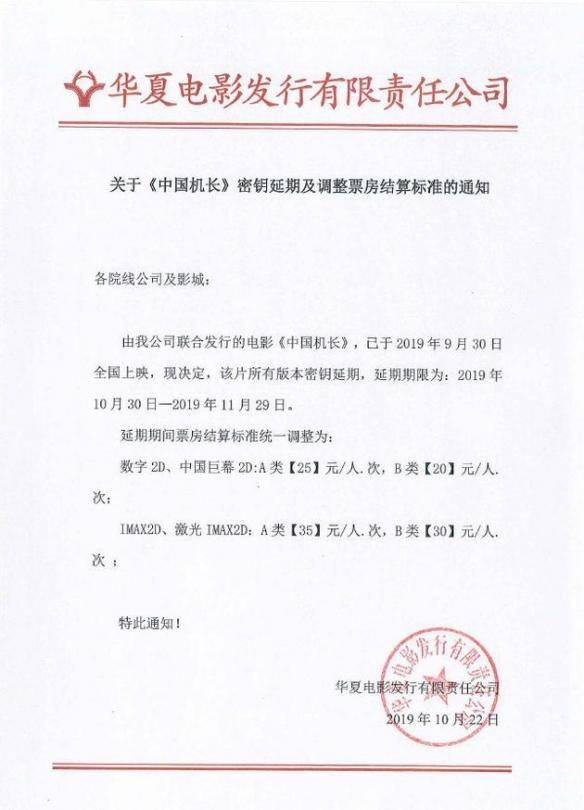 华夏电影发行有限责任公司
关于《中国机长》密钥延期及调整票房结算标准的通知
各院线公司及影城:
由我公司联合发行的电影《中国机长》,已于 2019 年 9 月 30 日
全国上映,现决定,该片所有版本密钥延期,延期期限为:2019 年
10 月 30 日—2019 年 11 月 29 日。
延期期间票房结算标准统一调整为:
数字 2D、中国巨幕 2D:A 类【25】元/人.次,B 类【20】元/人.
次;
IMAX2D、激光 IMAX2D: A 类【35】元/人.次,B 类【30】元/人.
次 ;
特此通知!
华夏电影发行有限责任公司
华夏电影发行有限责任公司
2019 年 10 月 22 日